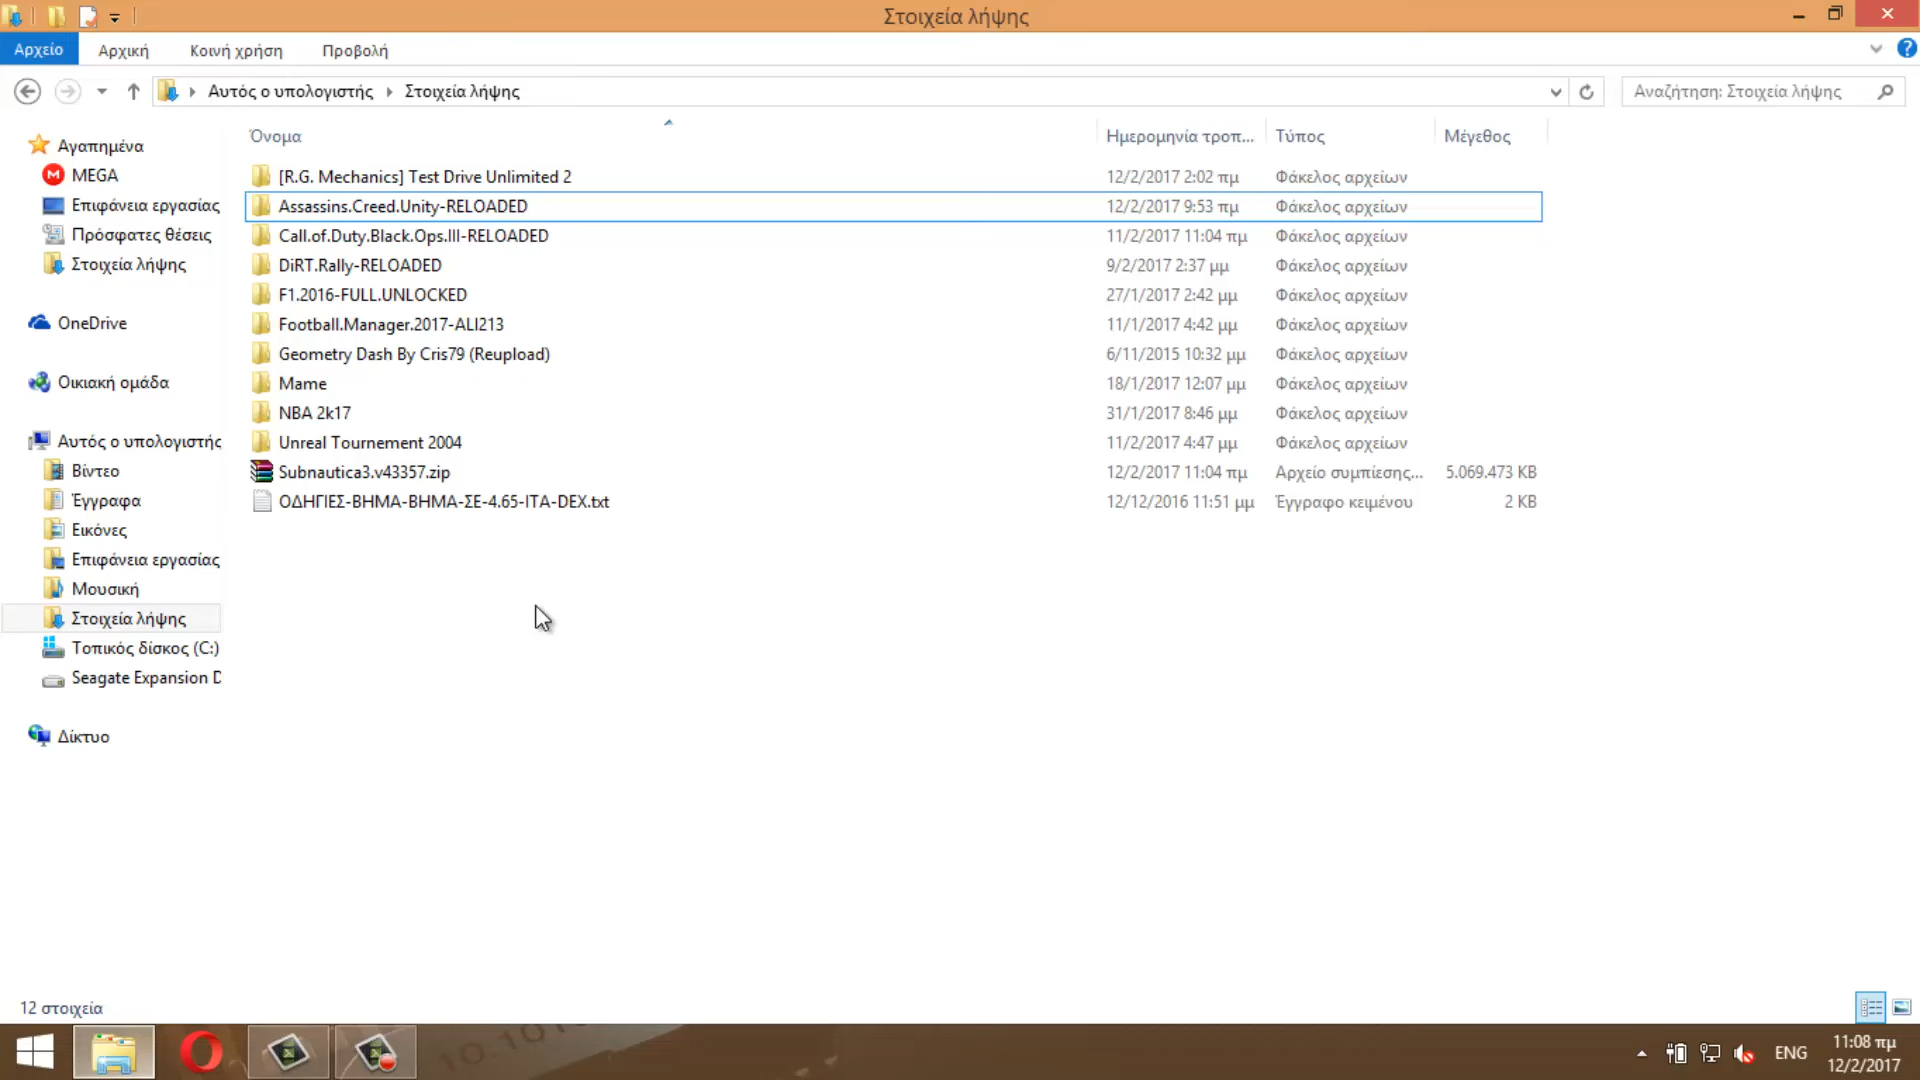 Στοιχεία λήψης
Αρχείο Αρχική Κοινή χρήση Προβολή
Αυτός ο υπολογιστής Στοιχεία λήψης Αναζήτηση: Στοιχεία λήψης
Όνομα Ημερομηνία τροπ... Τύπος Μέγεθος
Αγαπημένα
MEGA
Επιφάνεια εργασίας
Πρόσφατες θέσεις
Στοιχεία λήψης
OneDrive
Οικιακή ομάδα
Αυτός ο υπολογιστής
Βίντεο
Έγγραφα
Εικόνες
Επιφάνεια εργασίας
Μουσική
Στοιχεία λήψης
Τοπικός δίσκος (C:)
Seagate Expansion D
Δίκτυο
[R.G. Mechanics] Test Drive Unlimited 2 12/2/2017 2:02 πμ Φάκελος αρχείων
Assassins.Creed.Unity-RELOADED 12/2/2017 9:53 πμ Φάκελος αρχείων
Call.of.Duty.Black.Ops.III-RELOADED 11/2/2017 11:04 πμ Φάκελος αρχείων
DiRT.Rally-RELOADED 9/2/2017 2:37 μμ Φάκελος αρχείων
F1.2016-FULL.UNLOCKED 27/1/2017 2:42 μμ Φάκελος αρχείων
Football.Manager.2017-ALI213 11/1/2017 4:42 μμ Φάκελος αρχείων
Geometry Dash By Cris79 (Reupload) 6/11/2015 10:32 μμ Φάκελος αρχείων
Mame 18/1/2017 12:07 μμ Φάκελος αρχείων
NBA 2k17 31/1/2017 8:46 μμ Φάκελος αρχείων
Unreal Tournement 2004 11/2/2017 4:47 μμ Φάκελος αρχείων
Subnautica3.v43357.zip 12/2/2017 11:04 πμ Αρχείο συμπίεσης... 5.069.473 KB
ΟΔΗΓΙΕΣ-ΒΗΜΑ-ΒΗΜΑ-ΣΕ-4.65-ITA-DEX.txt 12/12/2016 11:51 μμ Έγγραφο κειμένου 2 KB
12 στοιχεία
ENG
11:08 πμ
12/2/2017